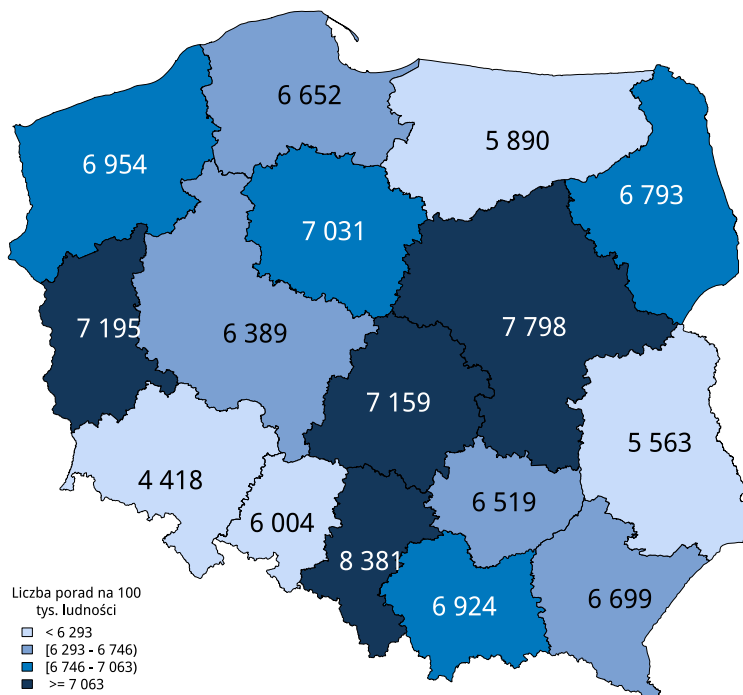 6 652
5 890
6 954
6 793
7 031
7 195
7 798
6 389
7 159
5 563
4 418
6 519
6 004
8 381
6 924
6 699
Liczba porad na 100
tys. ludności
< 6 293
[6 293 - 6 746)
[6 746 - 7 063)
>= 7 063